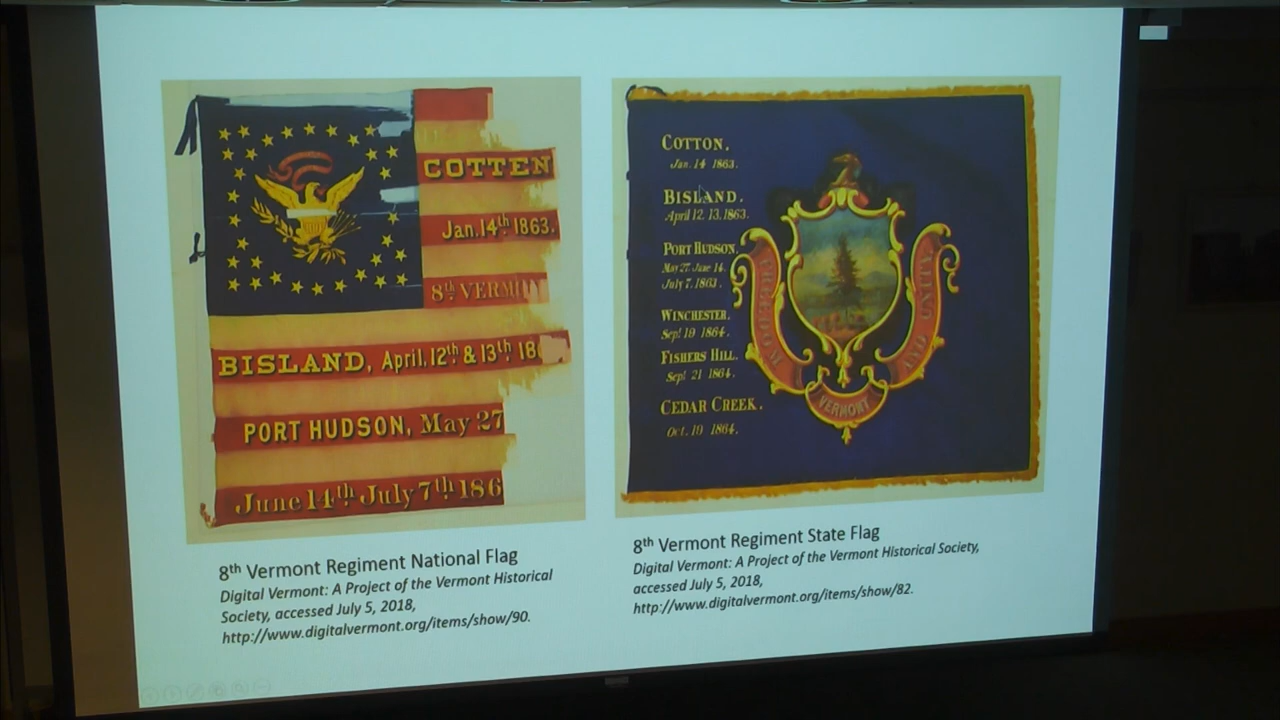 COTTEN
Jan. 14th 1863.
8th VERM
BISLAND, April, 12th & 13th 18
PORT HUDSON, May 27
June 14th July 7th 186
COTTON.
Jan. 14 1863.
BISLAND.
April 12. 13. 1863.
PORT HUDSON.
May 27. June 14.
July 7. 1863.
WINCHESTER.
Sept 19 1864.
FISHERS HILL.
Sept 21 1864.
CEDAR CREEK.
Oct. 19 1864.
FREEDOM
AND UNITY.
VERMONT
8th Vermont Regiment National Flag
Digital Vermont: A Project of the Vermont Historical
Society, accessed July 5, 2018,
http://www.digitalvermont.org/items/show/90.
8th Vermont Regiment State Flag
Digital Vermont: A Project of the Vermont Historical Society,
accessed July 5, 2018,
http://www.digitalvermont.org/items/show/82.